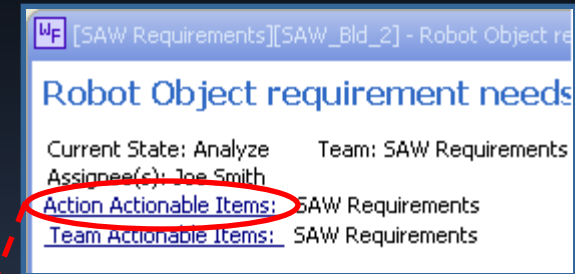 WF [SAW Requirements][SAW_Bld_2] - Robot Object re
Robot Object requirement needs
Current State: Analyze Team: SAW Requirements
Assignee(s): Joe Smith
Action Actionable Items: SAW Requirements
Team Actionable Items: SAW Requirements